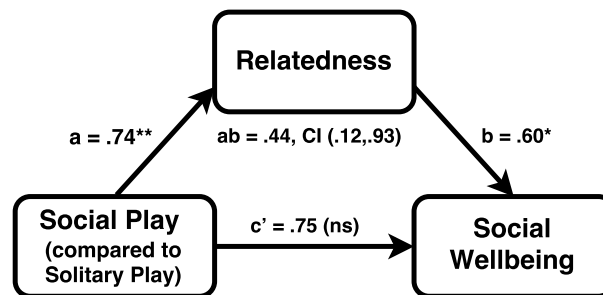 Relatedness
a = .74**
ab = .44, CI (.12,.93)
b = .60*
Social Play
(compared to
Solitary Play)
c’ = .75 (ns)
Social
Wellbeing